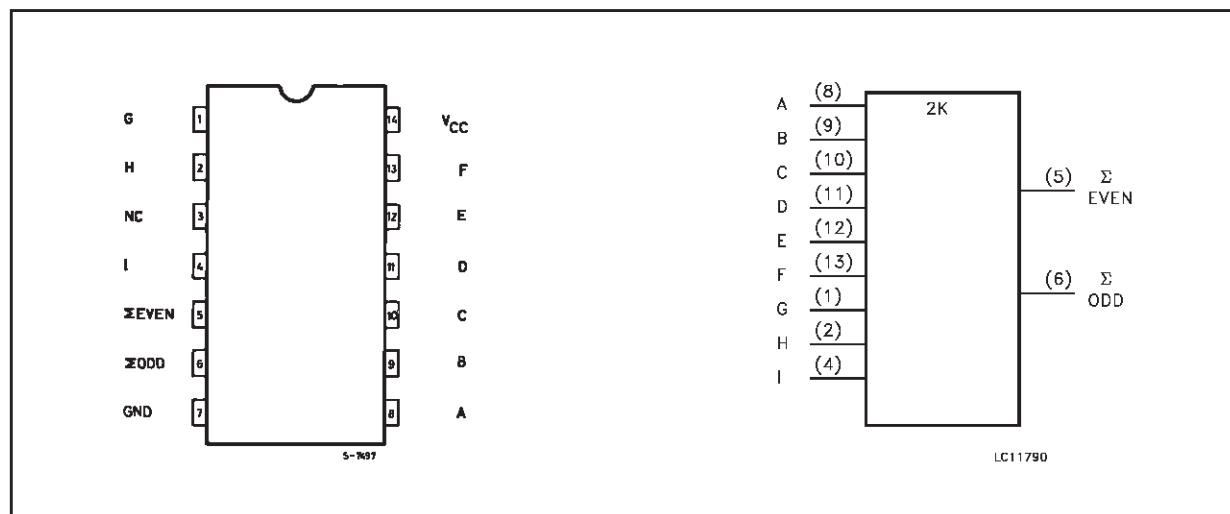 G 1 14 VCC
H 2 13 F
NC 3 12 E
I 4 11 D
ΣEVEN 5 10 C
ΣODD 6 9 B
GND 7 8 A
S-7497
2K
A (8)
B (9)
C (10)
D (11)
E (12)
F (13)
G (1)
H (2)
I (4)
(5) Σ
EVEN
(6) Σ
ODD
LC11790